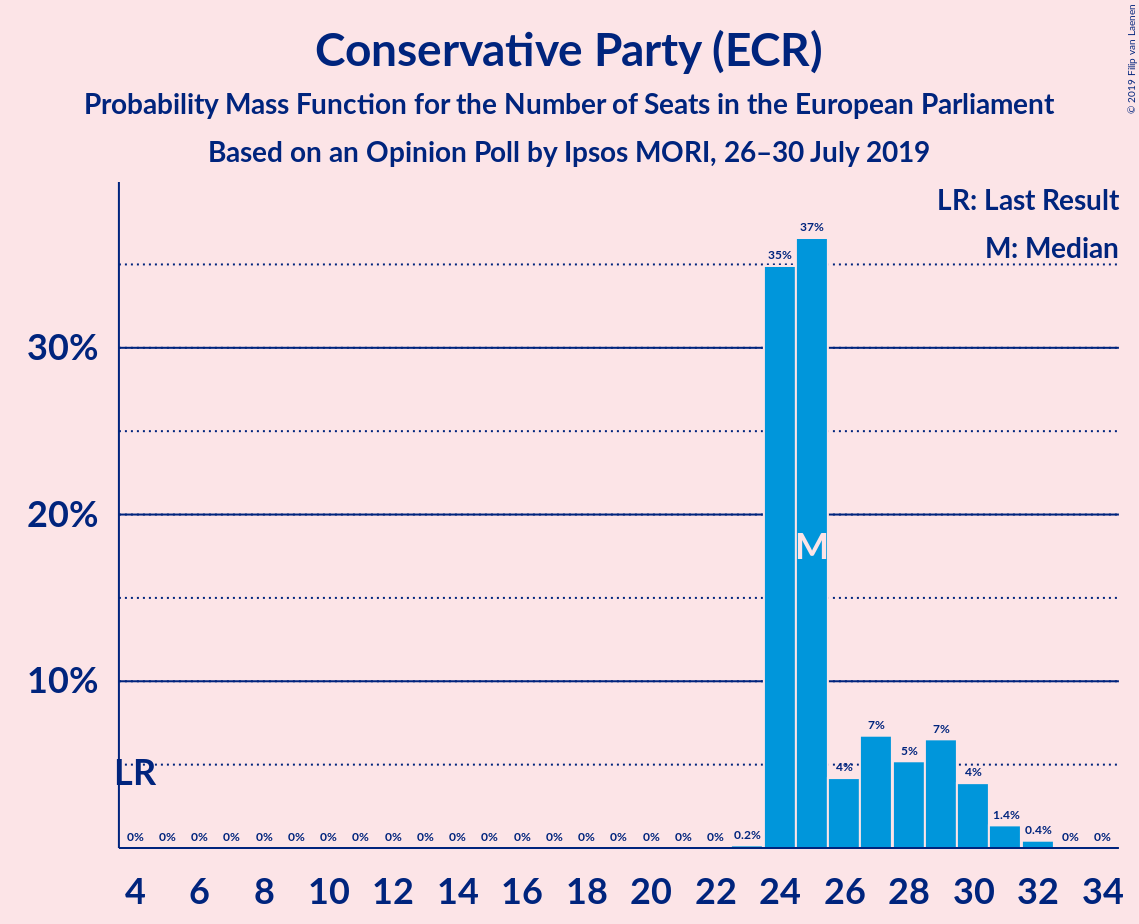 Conservative Party (ECR)
Probability Mass Function for the Number of Seats in the European Parliament
Based on an Opinion Poll by Ipsos MORI, 26–30 July 2019
© 2019 Filip van Laenen
LR: Last Result
M: Median
30%
20%
10%
LR
M
0% 0% 0% 0% 0% 0% 0% 0% 0% 0% 0% 0% 0% 0% 0% 0% 0% 0% 0% 0.2% 35% 37% 4% 7% 5% 7% 4% 1.4% 0.4% 0% 0%
4 6 8 10 12 14 16 18 20 22 24 26 28 30 32 34